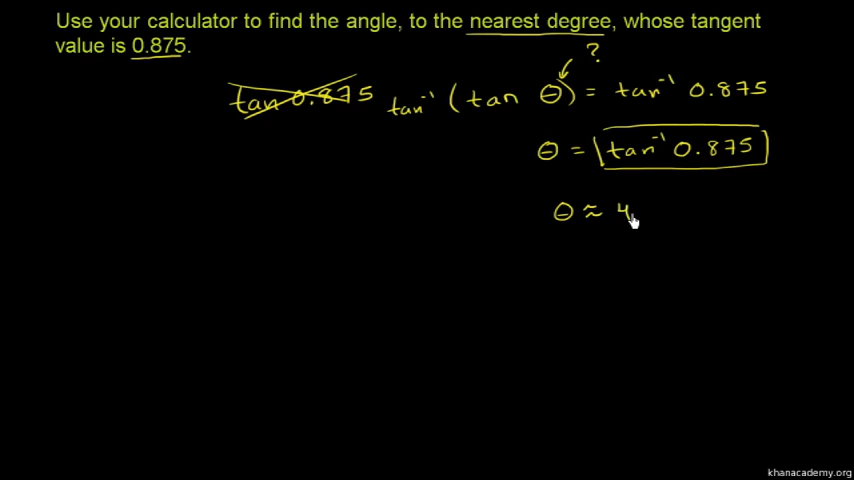 Use your calculator to find the angle, to the nearest degree, whose tangent
value is 0.875.
?
tan 0.875 tan⁻¹ (tan θ) = tan⁻¹ 0.875
θ = tan⁻¹ 0.875
θ ≈ 4
khanacademy.org